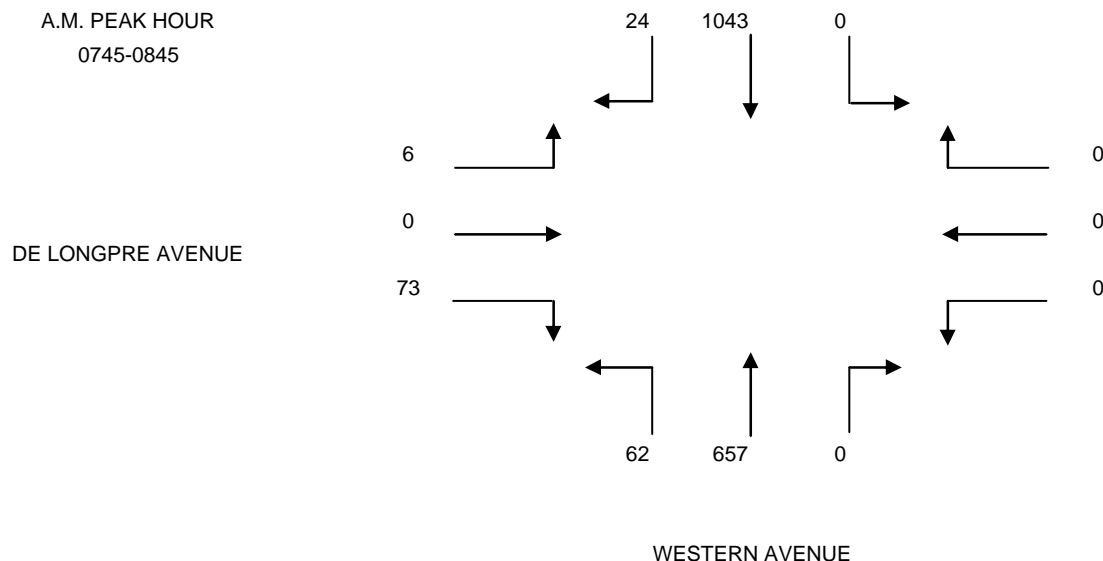 A.M. PEAK HOUR 24 1043 0
0745-0845
6 0
0 0
DE LONGPRE AVENUE
73 0
62 657 0
WESTERN AVENUE